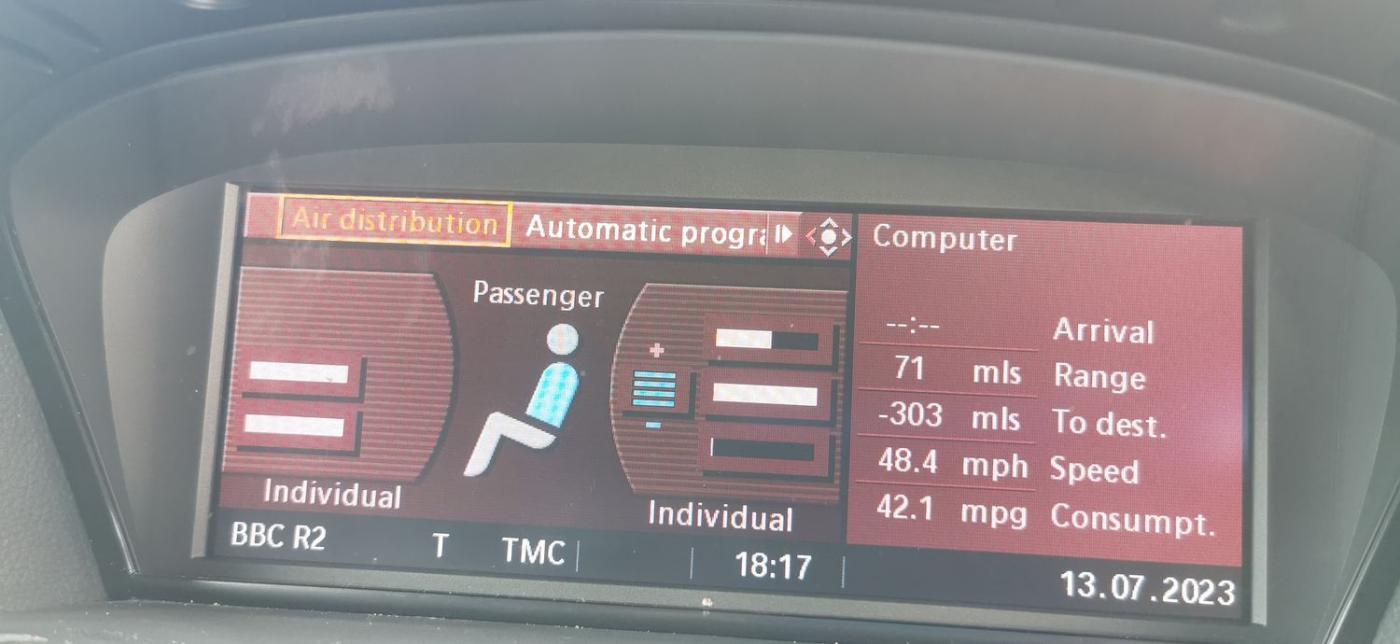 Air distribution Automatic progra
Passenger
Individual
Individual
Computer
--:-- Arrival
71 mls Range
-303 mls To dest.
48.4 mph Speed
42.1 mpg Consumpt.
BBC R2 T TMC 18:17 13.07.2023